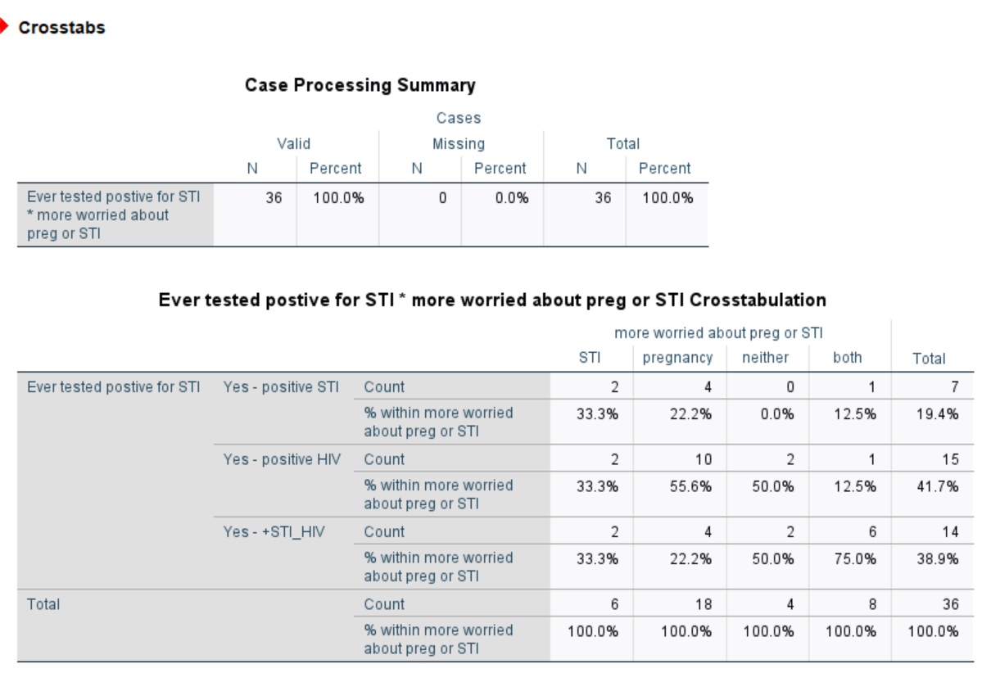 Crosstabs
Case Processing Summary
Cases
Valid Missing Total
N Percent N Percent N Percent
Ever tested postive for STI 36 100.0% 0 0.0% 36 100.0%
* more worried about
preg or STI
Ever tested postive for STI * more worried about preg or STI Crosstabulation
more worried about preg or STI
STI pregnancy neither both Total
Ever tested postive for STI Yes - positive STI Count 2 4 0 1 7
% within more worried 33.3% 22.2% 0.0% 12.5% 19.4%
about preg or STI
Yes - positive HIV Count 2 10 2 1 15
% within more worried 33.3% 55.6% 50.0% 12.5% 41.7%
about preg or STI
Yes - +STI_HIV Count 2 4 2 6 14
% within more worried 33.3% 22.2% 50.0% 75.0% 38.9%
about preg or STI
Total Count 6 18 4 8 36
% within more worried 100.0% 100.0% 100.0% 100.0% 100.0%
about preg or STI